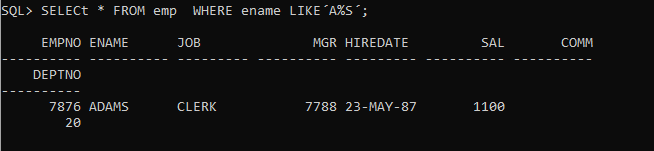 SQL> SELECt * FROM emp  WHERE ename LIKE´A%S´;
     EMPNO ENAME      JOB              MGR HIREDATE         SAL       COMM
---------- ---------- --------- ---------- --------- ---------- ----------
    DEPTNO
----------
      7876 ADAMS      CLERK           7788 23-MAY-87       1100
        20